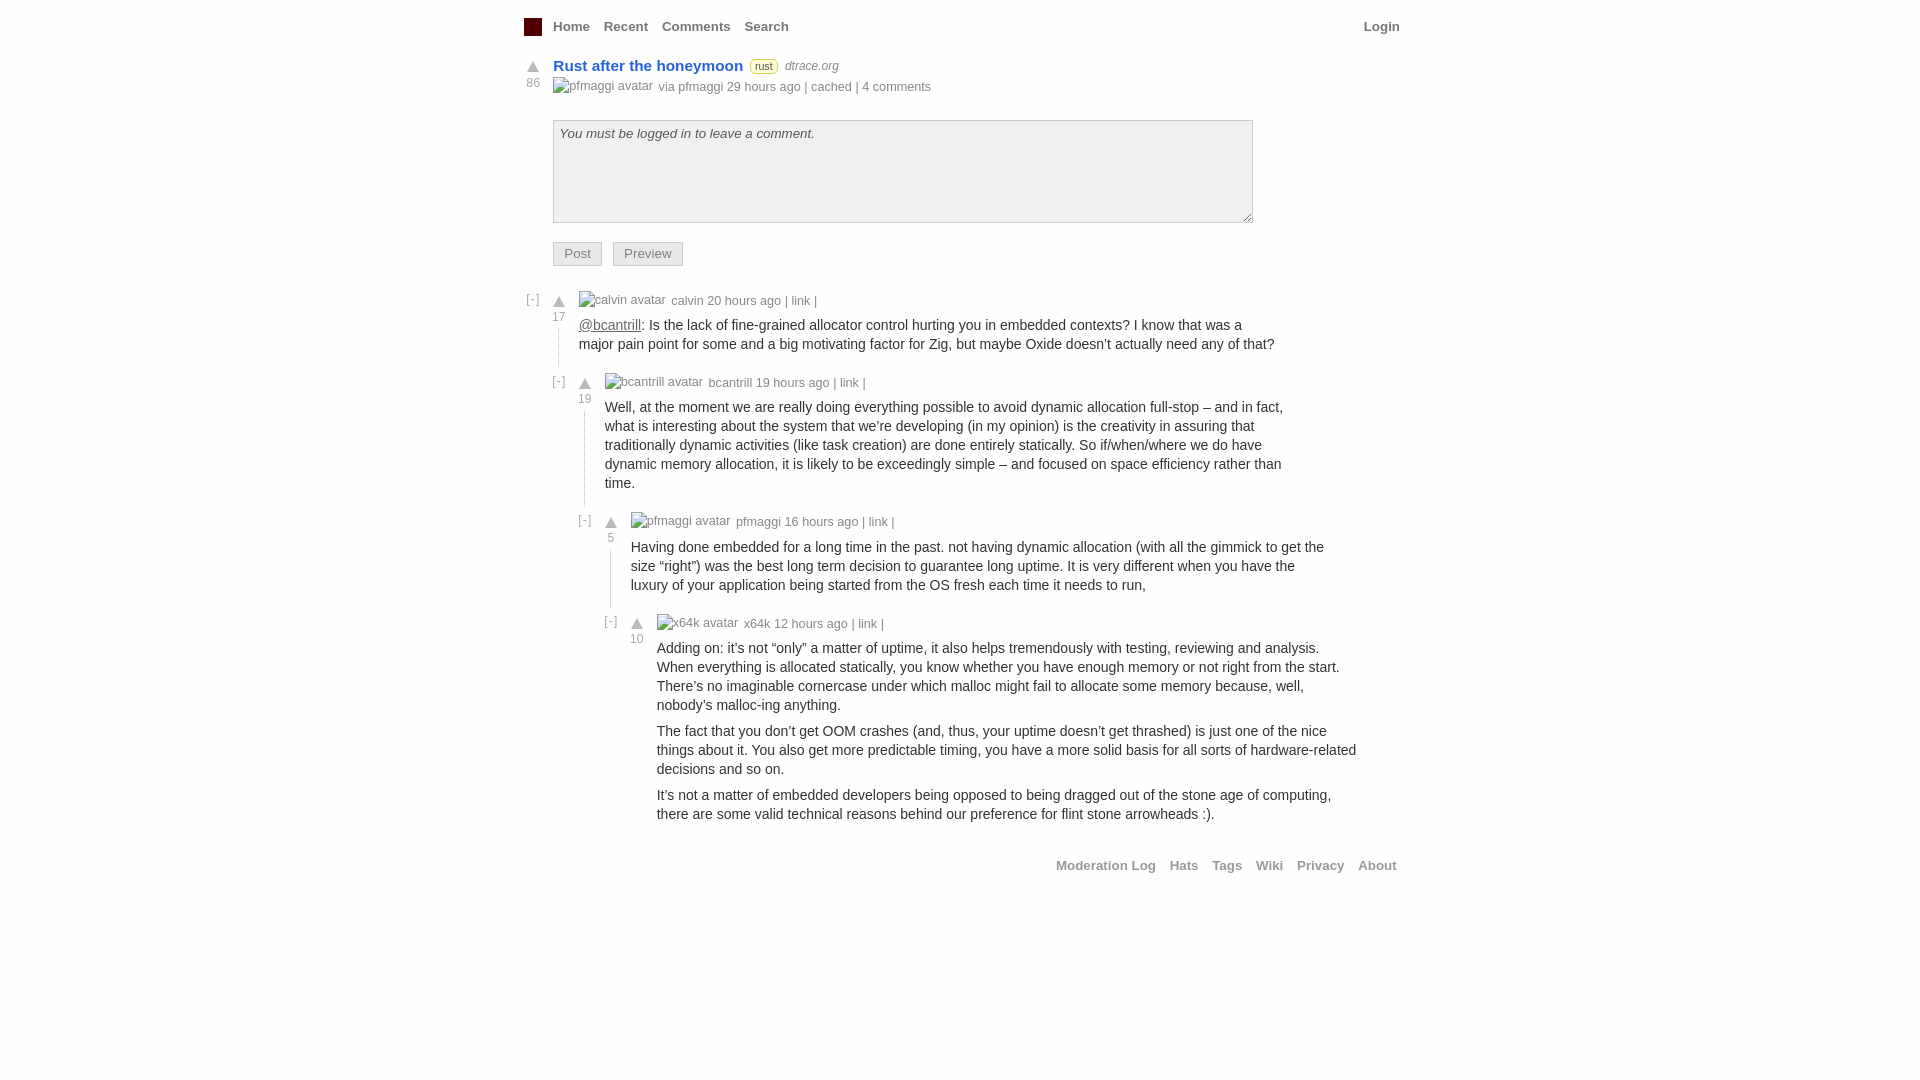 Home Recent Comments Search Login
Rust after the honeymoon rust dtrace.org
86
pfmaggi avatar via pfmaggi 29 hours ago | cached | 4 comments
You must be logged in to leave a comment.
Post Preview
[-] calvin avatar calvin 20 hours ago | link |
17
@bcantrill: Is the lack of fine-grained allocator control hurting you in embedded contexts? I know that was a
major pain point for some and a big motivating factor for Zig, but maybe Oxide doesn’t actually need any of that?
[-] bcantrill avatar bcantrill 19 hours ago | link |
19
Well, at the moment we are really doing everything possible to avoid dynamic allocation full-stop – and in fact,
what is interesting about the system that we’re developing (in my opinion) is the creativity in assuring that
traditionally dynamic activities (like task creation) are done entirely statically. So if/when/where we do have
dynamic memory allocation, it is likely to be exceedingly simple – and focused on space efficiency rather than
time.
[-] pfmaggi avatar pfmaggi 16 hours ago | link |
5
Having done embedded for a long time in the past. not having dynamic allocation (with all the gimmick to get the
size “right”) was the best long term decision to guarantee long uptime. It is very different when you have the
luxury of your application being started from the OS fresh each time it needs to run,
[-] x64k avatar x64k 12 hours ago | link |
10
Adding on: it’s not “only” a matter of uptime, it also helps tremendously with testing, reviewing and analysis.
When everything is allocated statically, you know whether you have enough memory or not right from the start.
There’s no imaginable cornercase under which malloc might fail to allocate some memory because, well,
nobody’s malloc-ing anything.
The fact that you don’t get OOM crashes (and, thus, your uptime doesn’t get thrashed) is just one of the nice
things about it. You also get more predictable timing, you have a more solid basis for all sorts of hardware-related
decisions and so on.
It’s not a matter of embedded developers being opposed to being dragged out of the stone age of computing,
there are some valid technical reasons behind our preference for flint stone arrowheads :).
Moderation Log Hats Tags Wiki Privacy About